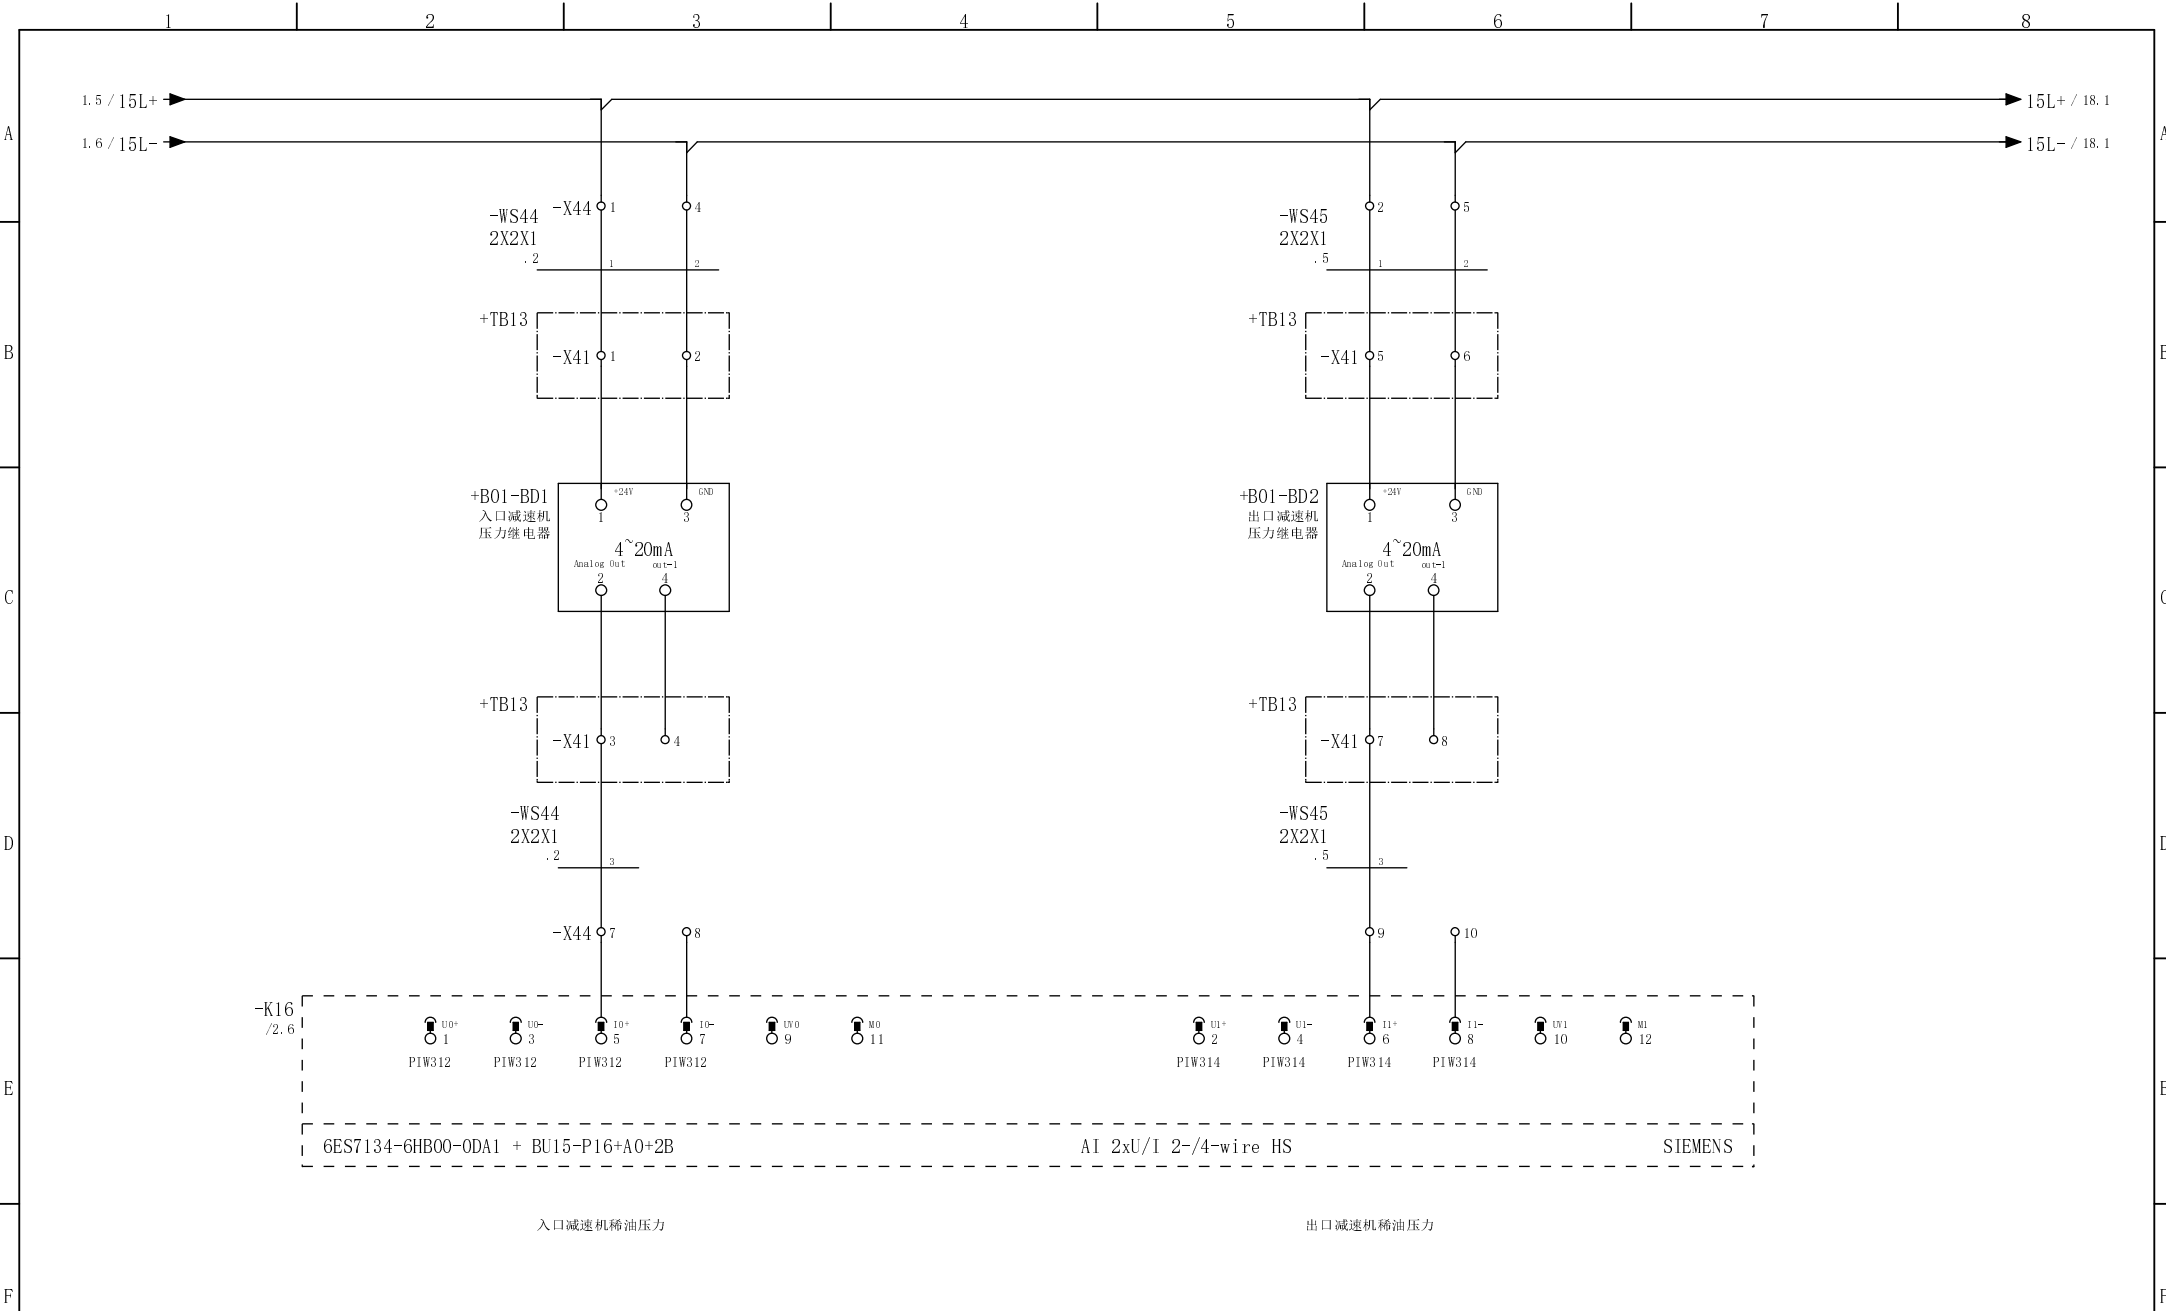 1 2 3 4 5 6 7 8
1.5 / 15L+ 15L+ / 18.1
A A
1.6 / 15L- 15L- / 18.1
-WS44 -X44 1 4 -WS45 2 5
2X2X1 2X2X1
.2 1 2 .5 1 2
+TB13 +TB13
B B
-X41 1 2 -X41 5 6
+B01-BD1 +24V GND +B01-BD2 +24V GND
入口减速机 1 3 出口减速机 1 3
压力继电器 压力继电器
4~20mA 4~20mA
Analog Out out-1 Analog Out out-1
2 4 2 4
C C
+TB13 +TB13
-X41 3 4 -X41 7 8
-WS44 -WS45
2X2X1 2X2X1
D D
.2 3 .5 3
-X44 7 8 9 10
-K16
/2.6 U0+ U0- I0+ I0- UV0 M0 U1+ U1- I1+ I1- UV1 M1
1 3 5 7 9 11 2 4 6 8 10 12
PIW312 PIW312 PIW312 PIW312 PIW314 PIW314 PIW314 PIW314
E E
6ES7134-6HB00-0DA1 + BU15-P16+A0+2B AI 2xU/I 2-/4-wire HS SIEMENS
入口减速机稀油压力 出口减速机稀油压力
F F